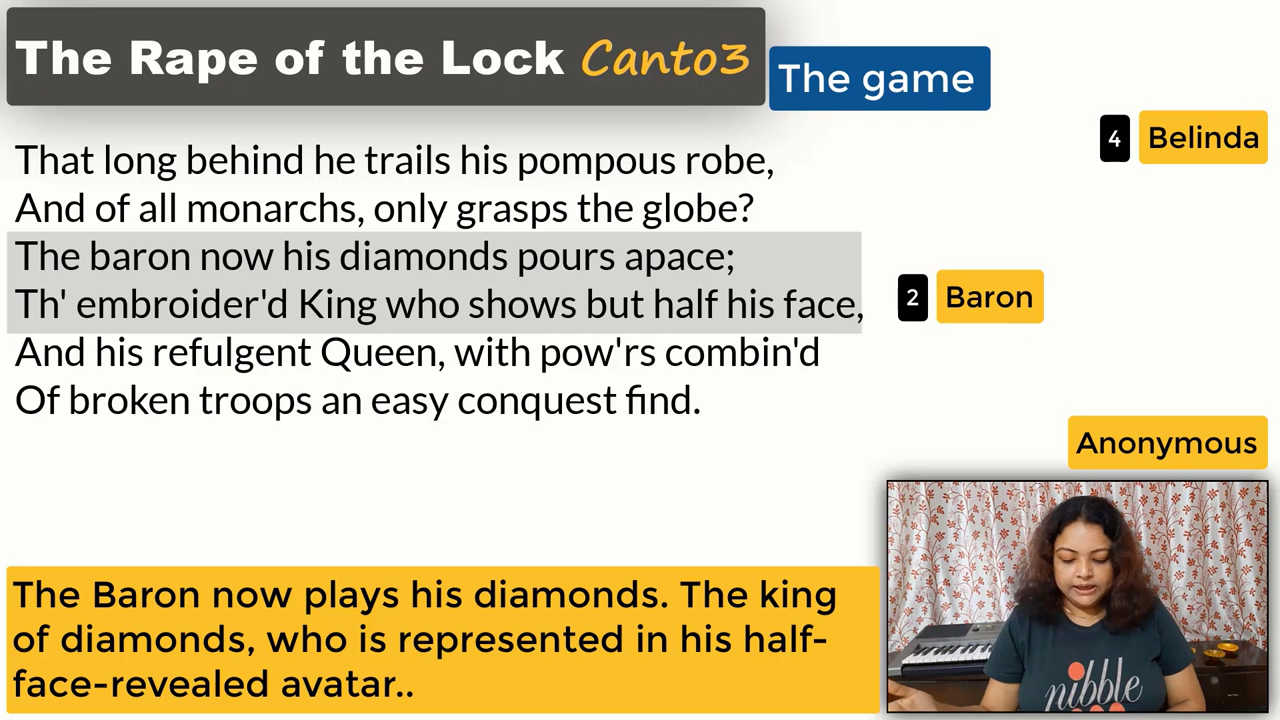 The Rape of the Lock Canto3
The game
4 Belinda
That long behind he trails his pompous robe,
And of all monarchs, only grasps the globe?
The baron now his diamonds pours apace;
Th' embroider'd King who shows but half his face,
2 Baron
And his refulgent Queen, with pow'rs combin'd
Of broken troops an easy conquest find.
Anonymous
The Baron now plays his diamonds. The king
of diamonds, who is represented in his half-
face-revealed avatar..
nibble